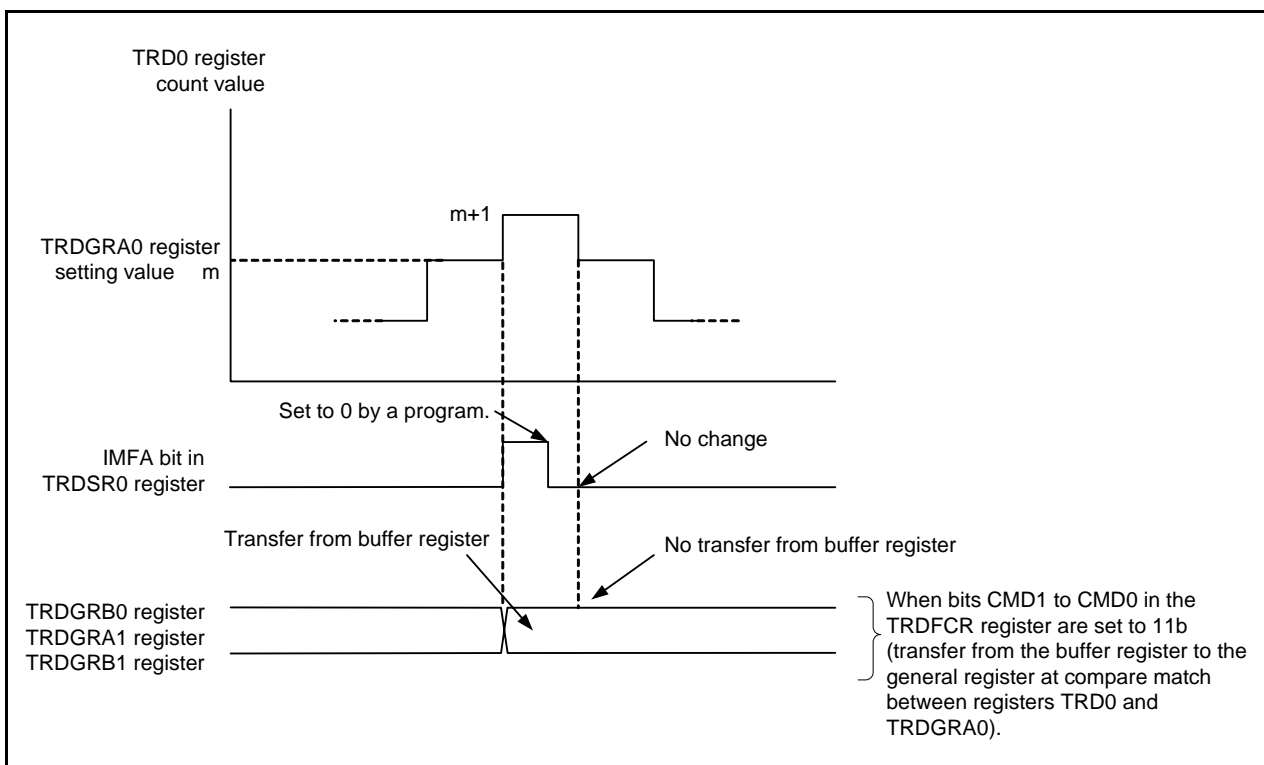 TRD0 register
count value
m+1
TRDGRA0 register
setting value m
Set to 0 by a program.
No change
IMFA bit in
TRDSR0 register
Transfer from buffer register
No transfer from buffer register
TRDGRB0 register
TRDGRA1 register
TRDGRB1 register
When bits CMD1 to CMD0 in the
TRDFCR register are set to 11b
(transfer from the buffer register to the
general register at compare match
between registers TRD0 and
TRDGRA0).